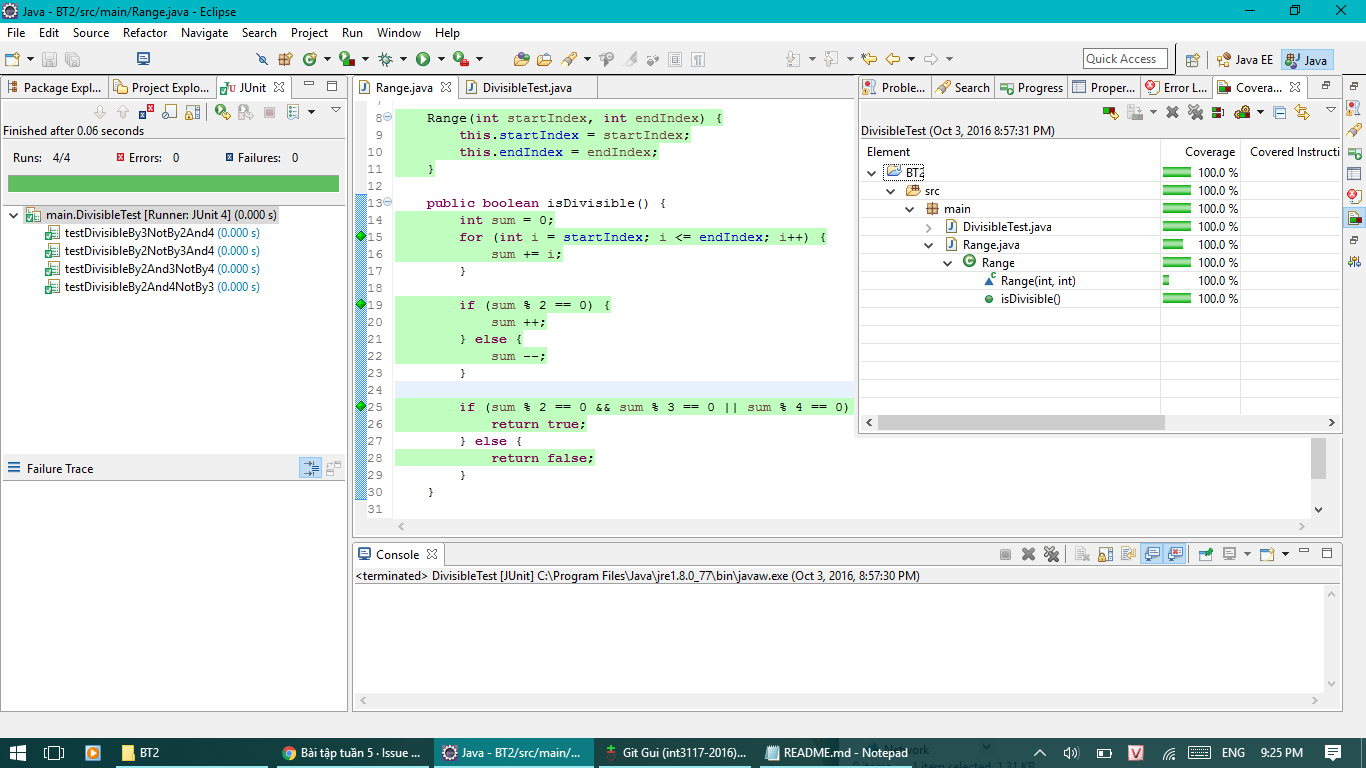 Java - BT2/src/main/Range.java - Eclipse
File Edit Source Refactor Navigate Search Project Run Window Help
Quick Access
Java EE
Java
Package Expl...
Project Explo...
JUnit
Finished after 0.06 seconds
Runs: 4/4
Errors: 0
Failures: 0
main.DivisibleTest [Runner: JUnit 4] (0.000 s)
testDivisibleBy3NotBy2And4 (0.000 s)
testDivisibleBy2NotBy3And4 (0.000 s)
testDivisibleBy2And3NotBy4 (0.000 s)
testDivisibleBy2And4NotBy3 (0.000 s)
Failure Trace
Range.java
DivisibleTest.java
8 Range(int startIndex, int endIndex) {
9 this.startIndex = startIndex;
10 this.endIndex = endIndex;
11 }
12
13 public boolean isDivisible() {
14 int sum = 0;
15 for (int i = startIndex; i <= endIndex; i++) {
16 sum += i;
17 }
18
19 if (sum % 2 == 0) {
20 sum ++;
21 } else {
22 sum --;
23 }
24
25 if (sum % 2 == 0 && sum % 3 == 0 || sum % 4 == 0)
26 return true;
27 } else {
28 return false;
29 }
30 }
31
Proble...
Search
Progress
Proper...
Error L...
Covera...
DivisibleTest (Oct 3, 2016 8:57:31 PM)
Element Coverage Covered Instructi
BT2 100.0 %
src 100.0 %
main 100.0 %
DivisibleTest.java 100.0 %
Range.java 100.0 %
Range 100.0 %
Range(int, int) 100.0 %
isDivisible() 100.0 %
Console
<terminated> DivisibleTest [JUnit] C:\Program Files\Java\jre1.8.0_77\bin\javaw.exe (Oct 3, 2016, 8:57:30 PM)
BT2
Bài tập tuần 5 · Issue ...
Java - BT2/src/main/...
Git Gui (int3117-2016)...
README.md - Notepad
ENG
9:25 PM